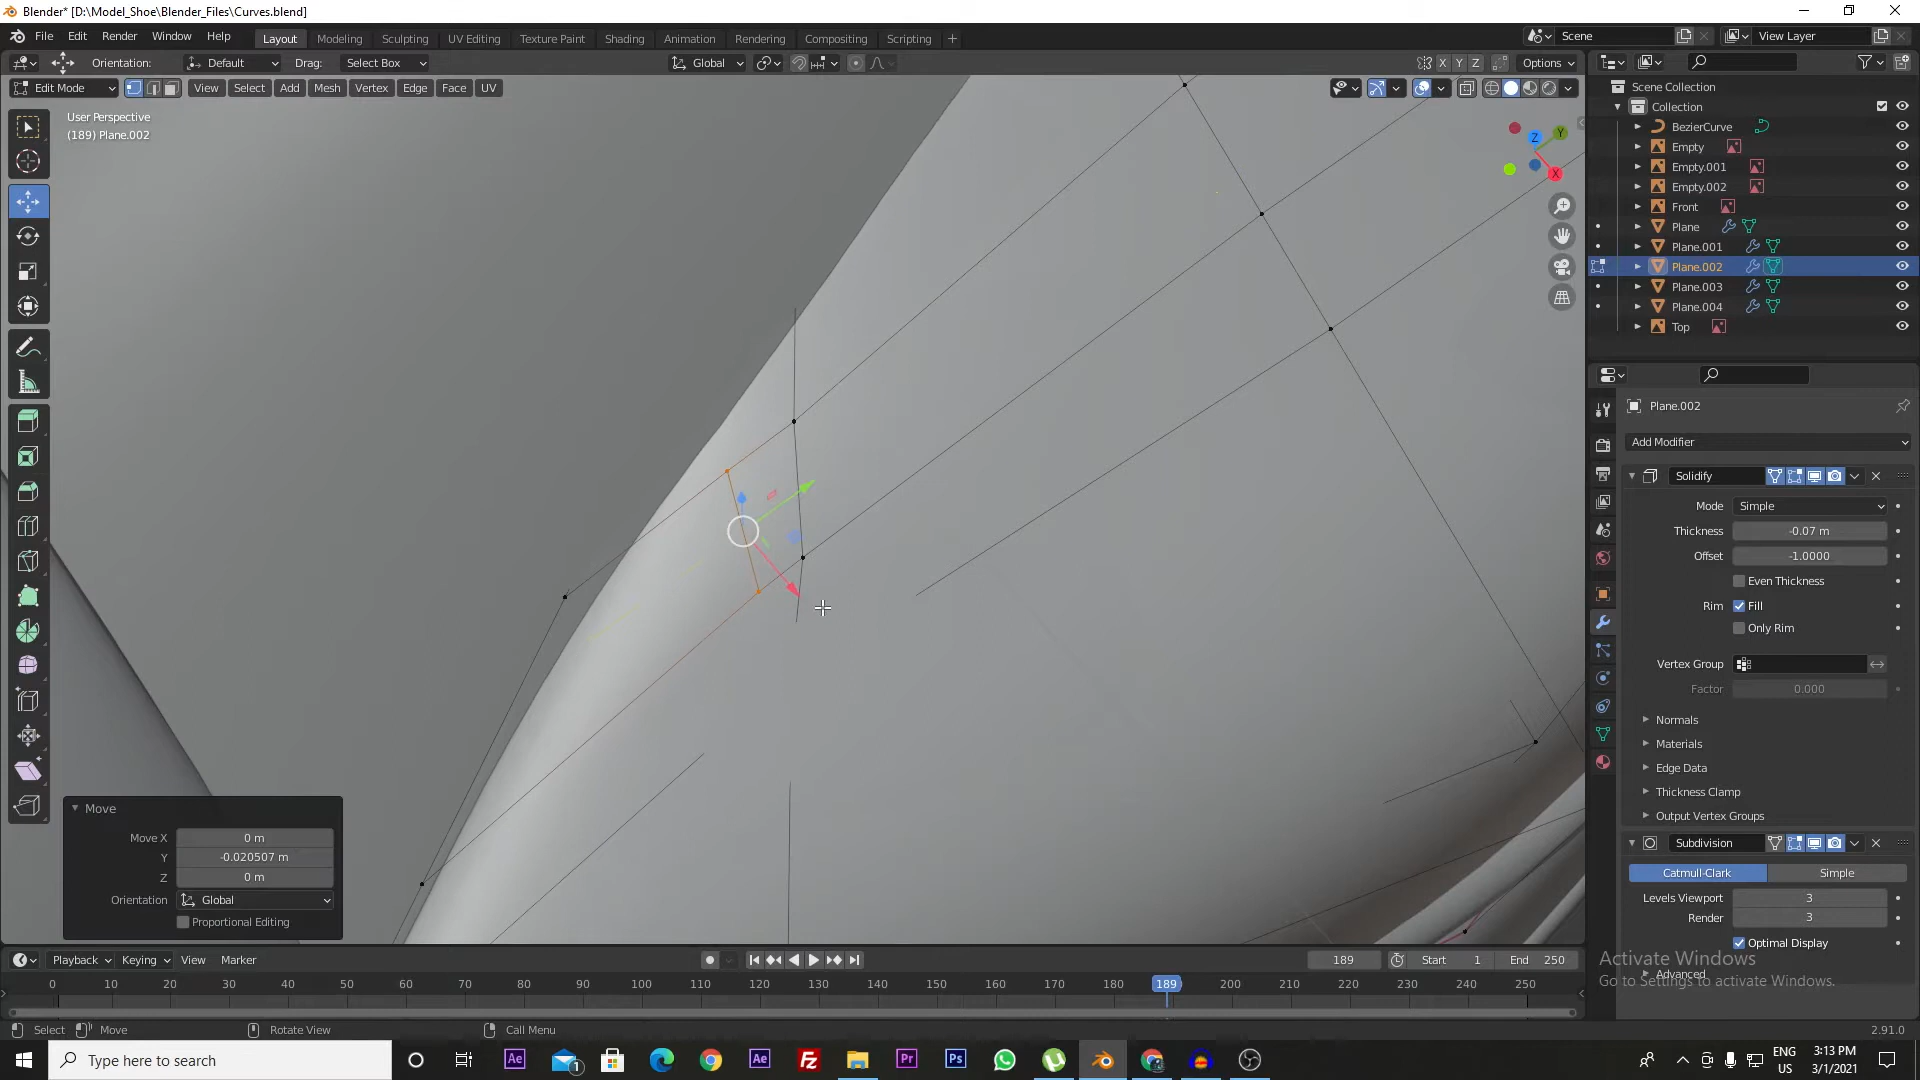 Blender* [D:\Model_Shoe\Blender_Files\Curves.blend]
File Edit Render Window Help
Layout Modeling Sculpting UV Editing Texture Paint Shading Animation Rendering Compositing Scripting +
Scene
View Layer
Orientation: Default Drag: Select Box
Global
X Y Z Options
Edit Mode View Select Add Mesh Vertex Edge Face UV
User Perspective
(189) Plane.002
Z Y X
Scene Collection
Collection
BezierCurve
Empty
Empty.001
Empty.002
Front
Plane
Plane.001
Plane.002
Plane.003
Plane.004
Top
Plane.002
Add Modifier
Solidify
Mode Simple
Thickness -0.07 m
Offset -1.0000
Even Thickness
Rim Fill
Only Rim
Vertex Group
Factor 0.000
Normals
Materials
Edge Data
Thickness Clamp
Output Vertex Groups
Subdivision
Catmull-Clark Simple
Levels Viewport 3
Render 3
Optimal Display
Advanced
Activate Windows
Go to Settings to activate Windows.
Move
Move X 0 m
Y -0.020507 m
Z 0 m
Orientation Global
Proportional Editing
Playback Keying View Marker
189 Start 1 End 250
0 10 20 30 40 50 60 70 80 90 100 110 120 130 140 150 160 170 180 189 200 210 220 230 240 250
Select Move Rotate View Call Menu 2.91.0
Type here to search
Ae 1 Ae Fz Pr Ps
ENG
US
3:13 PM
3/1/2021